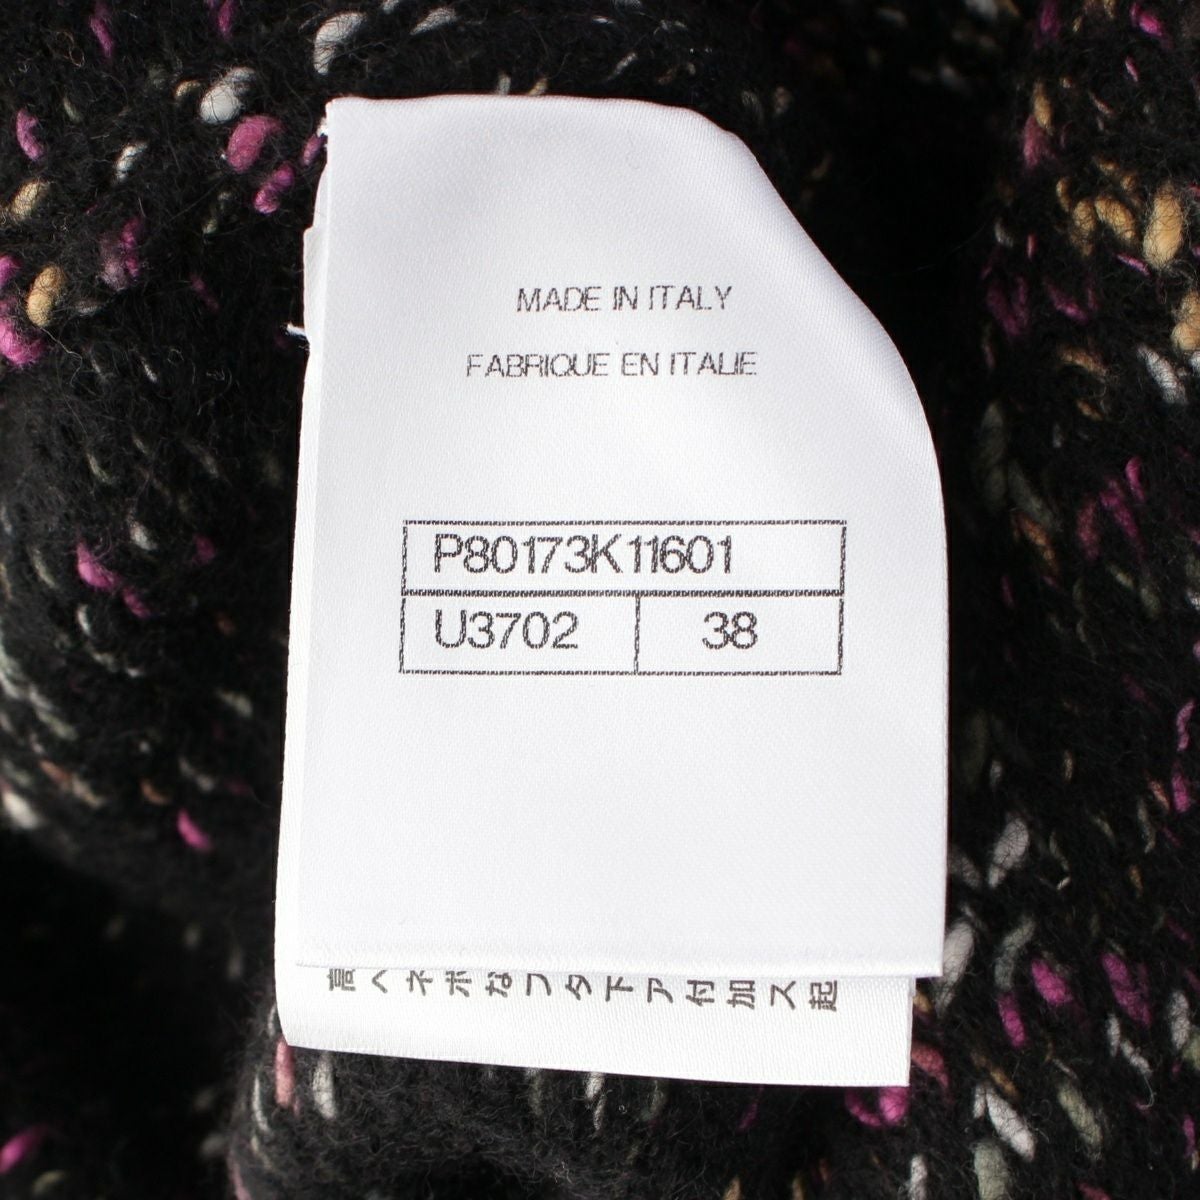 MADE IN ITALY
FABRIQUE EN ITALIE
P80173K11601
U3702 38